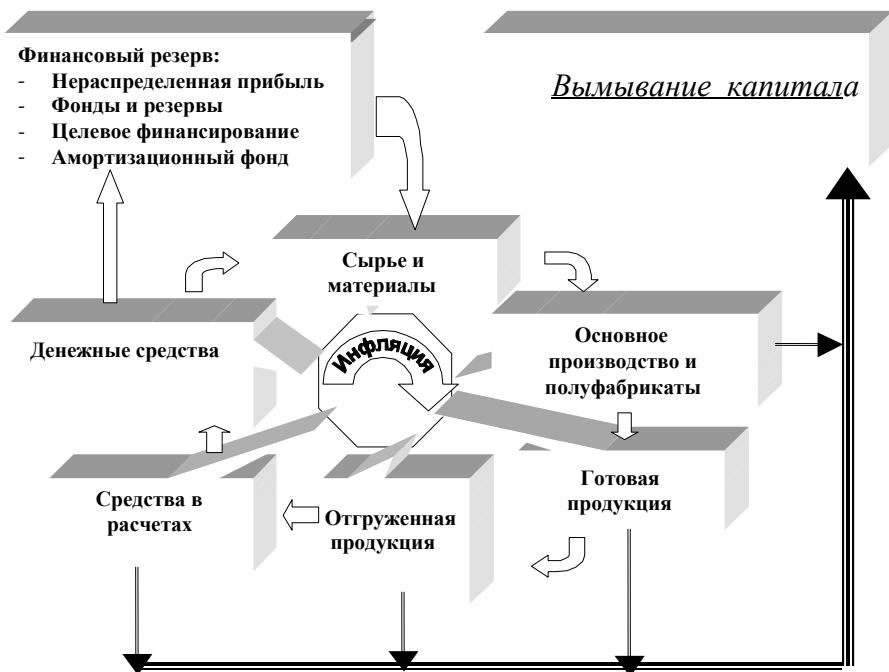 Финансовый резерв:
- Нераспределенная прибыль
- Фонды и резервы
- Целевое финансирование
- Амортизационный фонд
Вымывание капитала
Сырье и
материалы
Денежные средства
Инфляция
Основное
производство и
полуфабрикаты
Средства в
расчетах
Отгруженная
продукция
Готовая
продукция